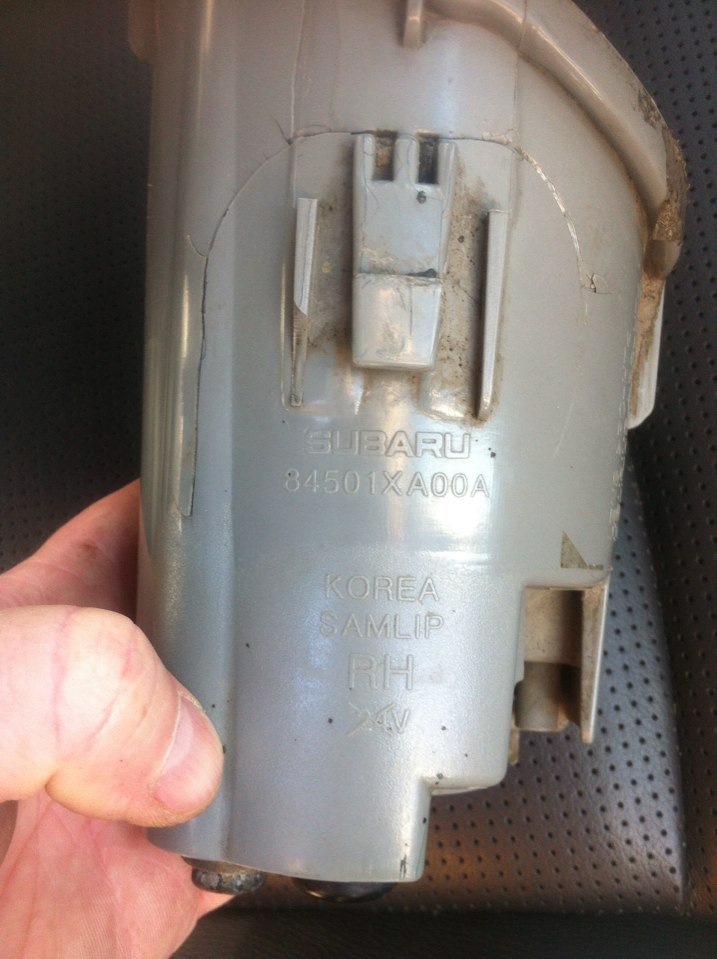 SUBARU
84501XA00A
KOREA
SAMLIP
RH
24V